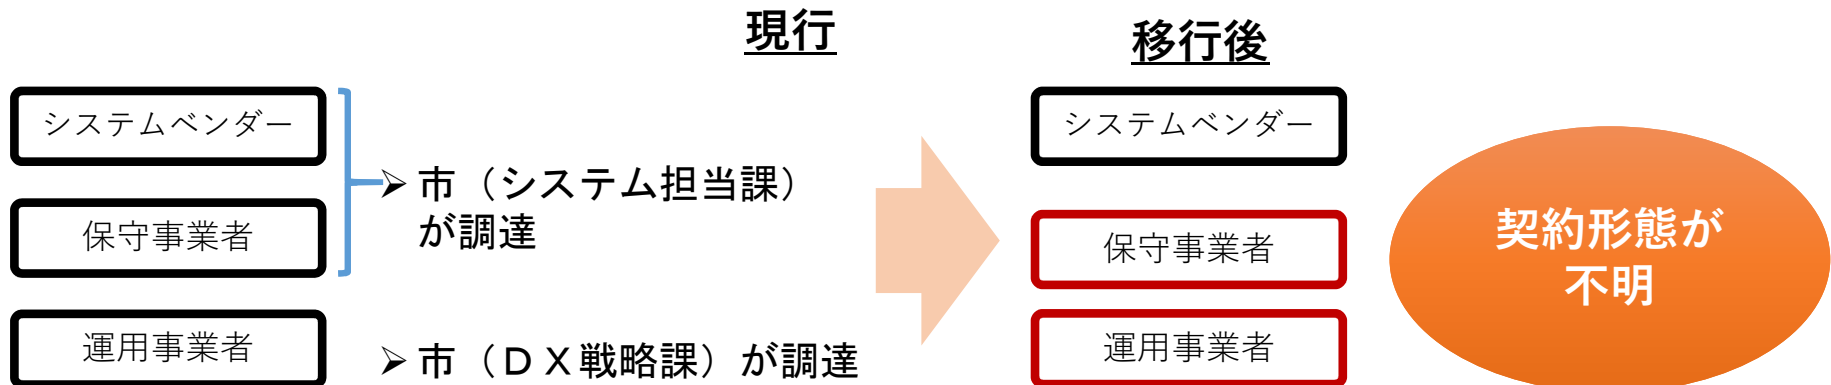 現行
システムベンダー
保守事業者
運用事業者
➢ 市（システム担当課）
が調達
➢ 市（ＤＸ戦略課）が調達
移行後
システムベンダー
保守事業者
運用事業者
契約形態が
不明